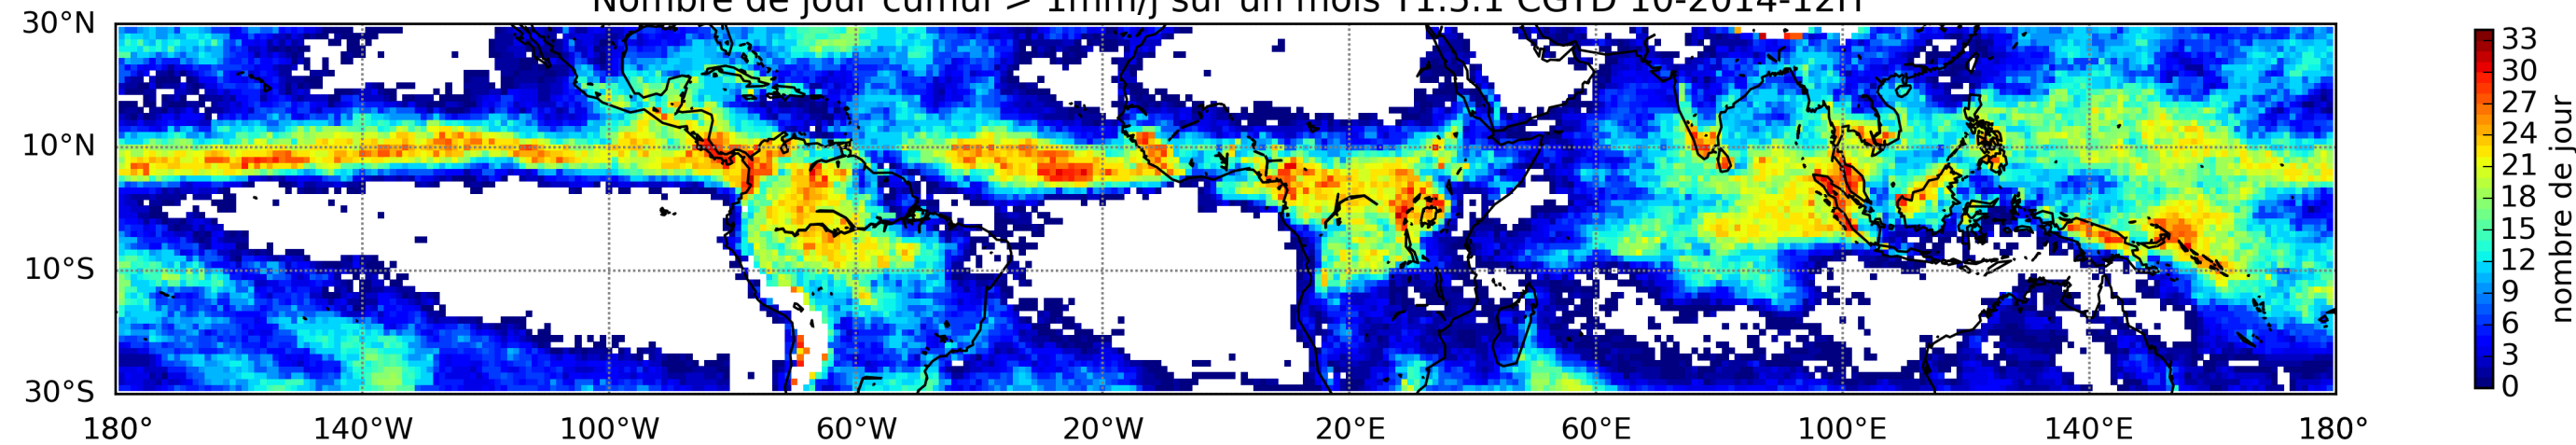 Nombre de jour cumul > 1mm/j sur un mois T1.5.1 CGTD 10-2014-12H
30°N
10°N
10°S
30°S
180° 140°W 100°W 60°W 20°W 20°E 60°E 100°E 140°E 180°
33
30
27
24
21
18
15
12
9
6
3
0
nombre de jour